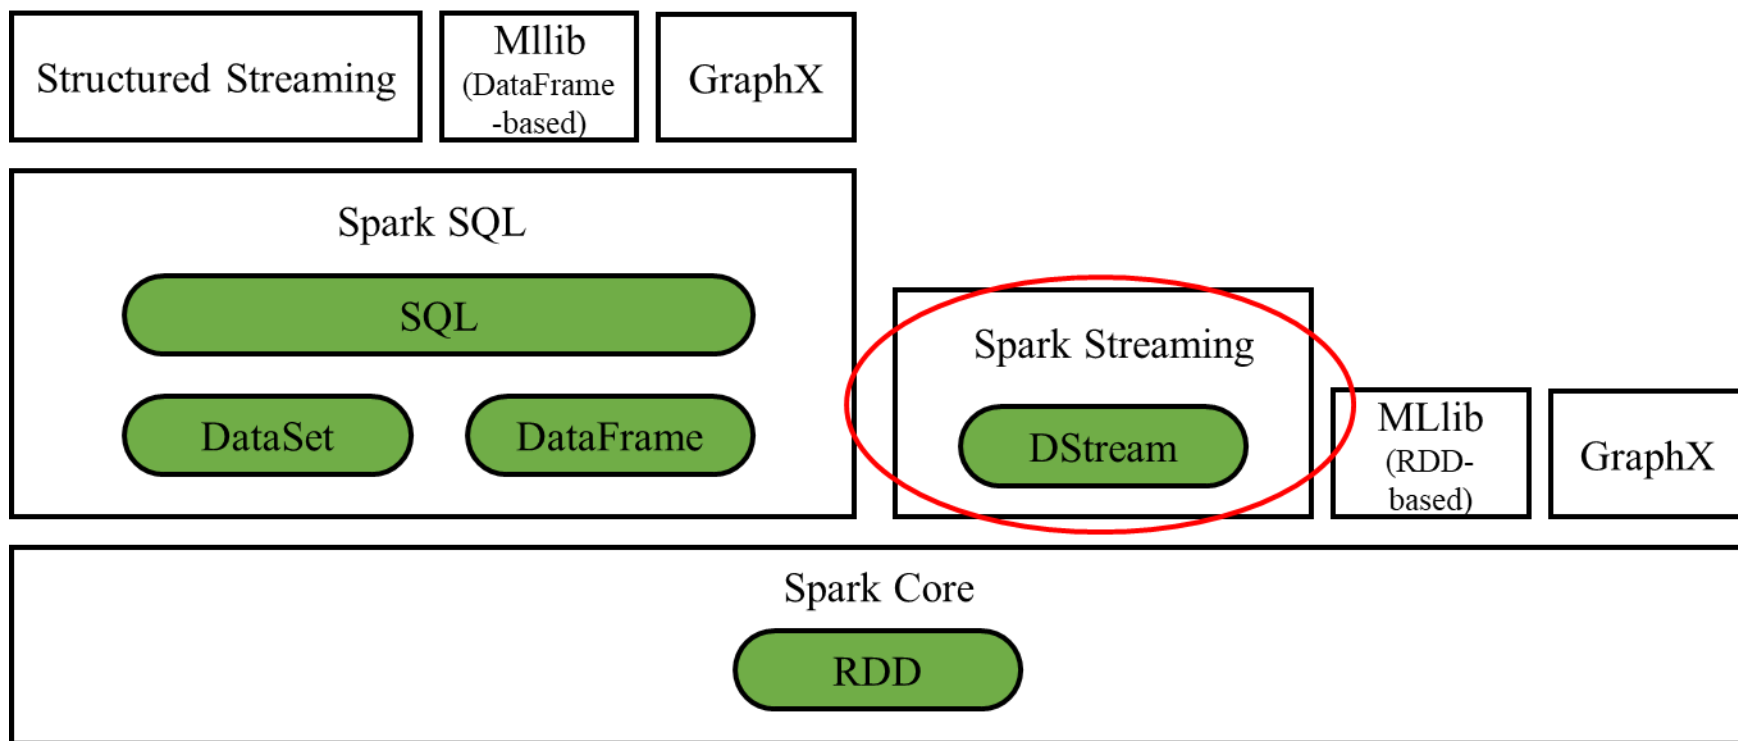 Structured Streaming
Mllib
(DataFrame
-based)
GraphX
Spark SQL
SQL
DataSet
DataFrame
Spark Streaming
DStream
MLlib
(RDD-
based)
GraphX
Spark Core
RDD